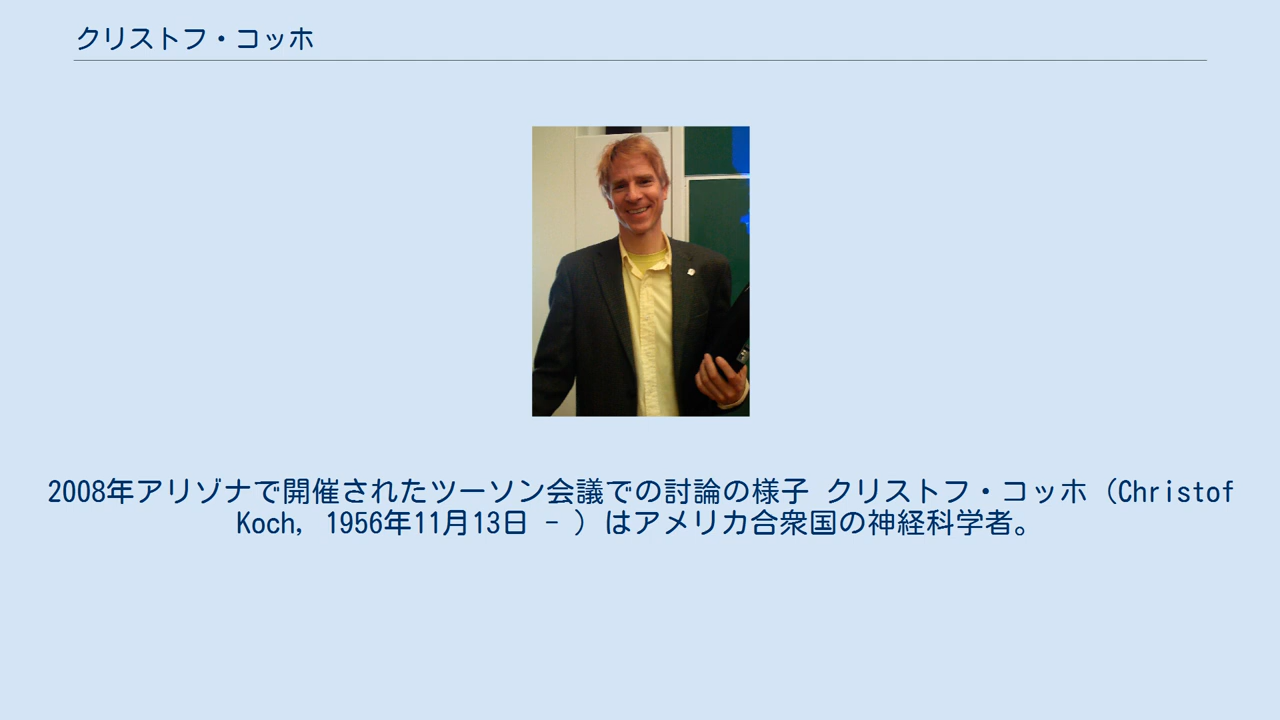 クリストフ・コッホ
2008年アリゾナで開催されたツーソン会議での討論の様子 クリストフ・コッホ（Christof
Koch, 1956年11月13日 - ）はアメリカ合衆国の神経科学者。